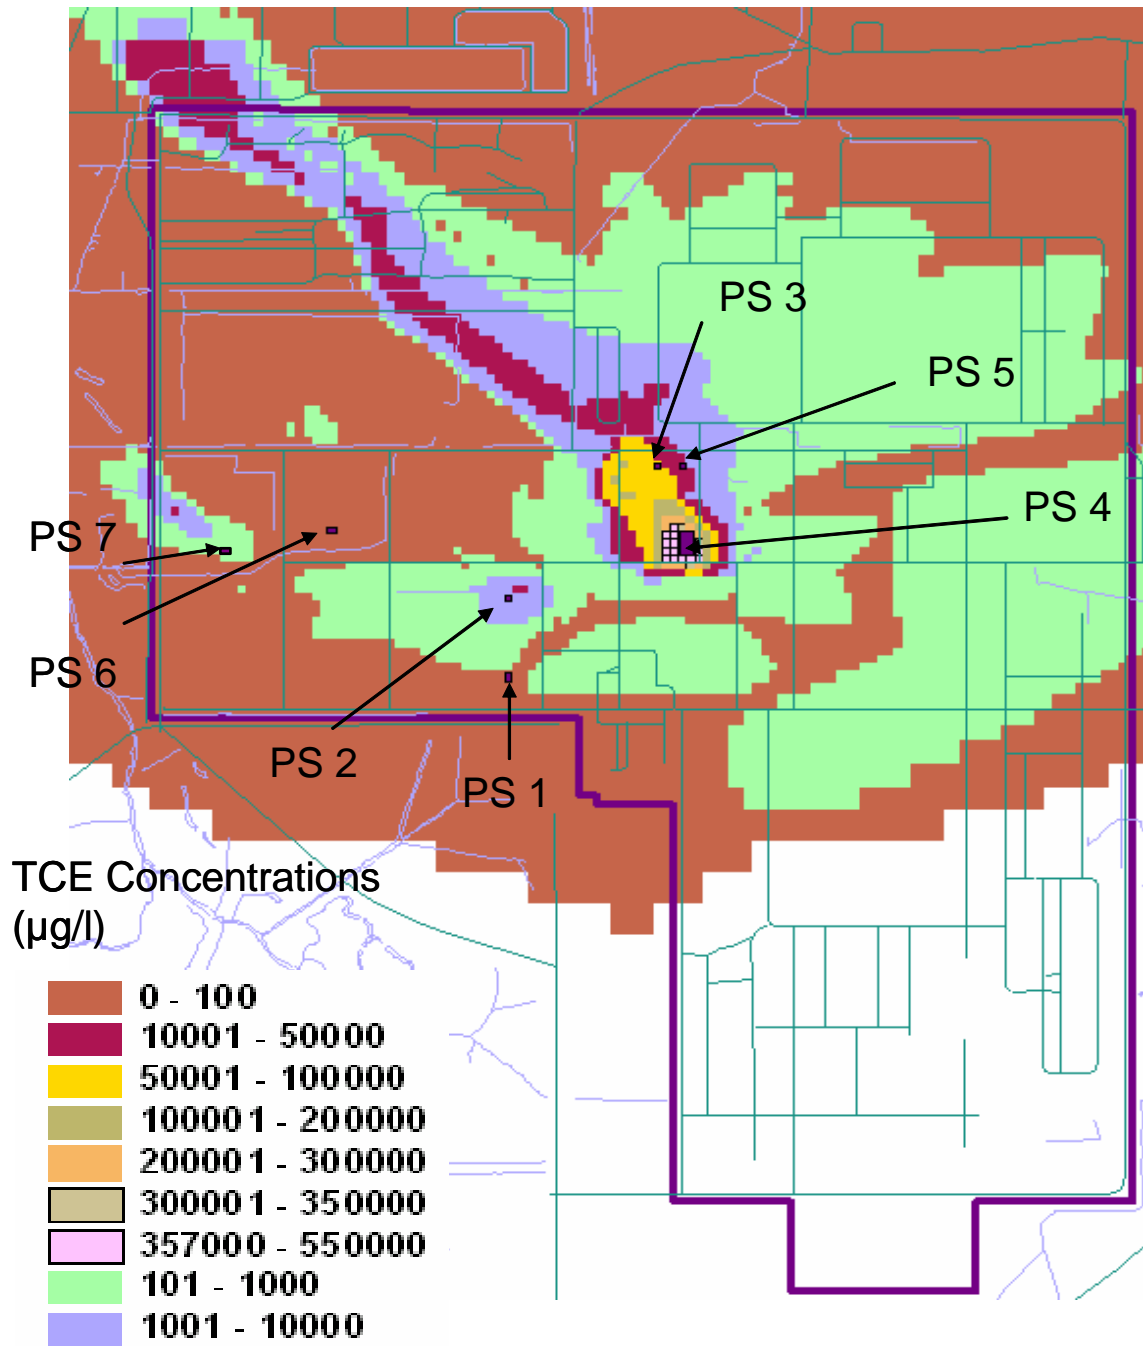 PS 3
PS 5
PS 4
PS 7
PS 6
PS 2
PS 1
TCE Concentrations
(µg/l)
0 - 100
10001 - 50000
50001 - 100000
100001 - 200000
200001 - 300000
300001 - 350000
357000 - 550000
101 - 1000
1001 - 10000